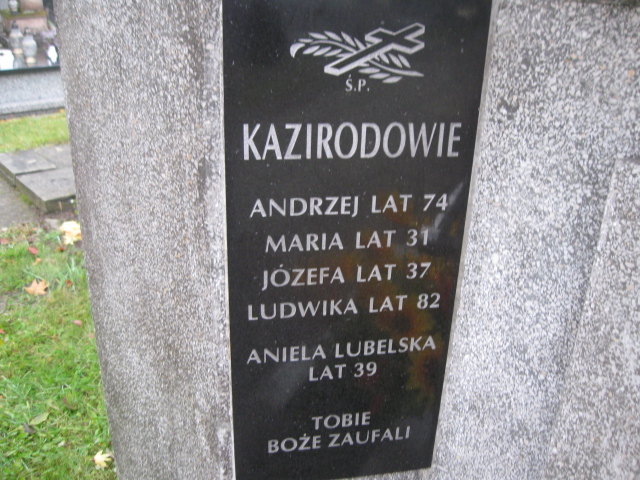 Ś.P.
KAZIRODOWIE
ANDRZEJ LAT 74
MARIA LAT 31
JÓZEFA LAT 37
LUDWIKA LAT 82
ANIELA LUBELSKA
LAT 39
TOBIE
BOŻE ZAUFALI